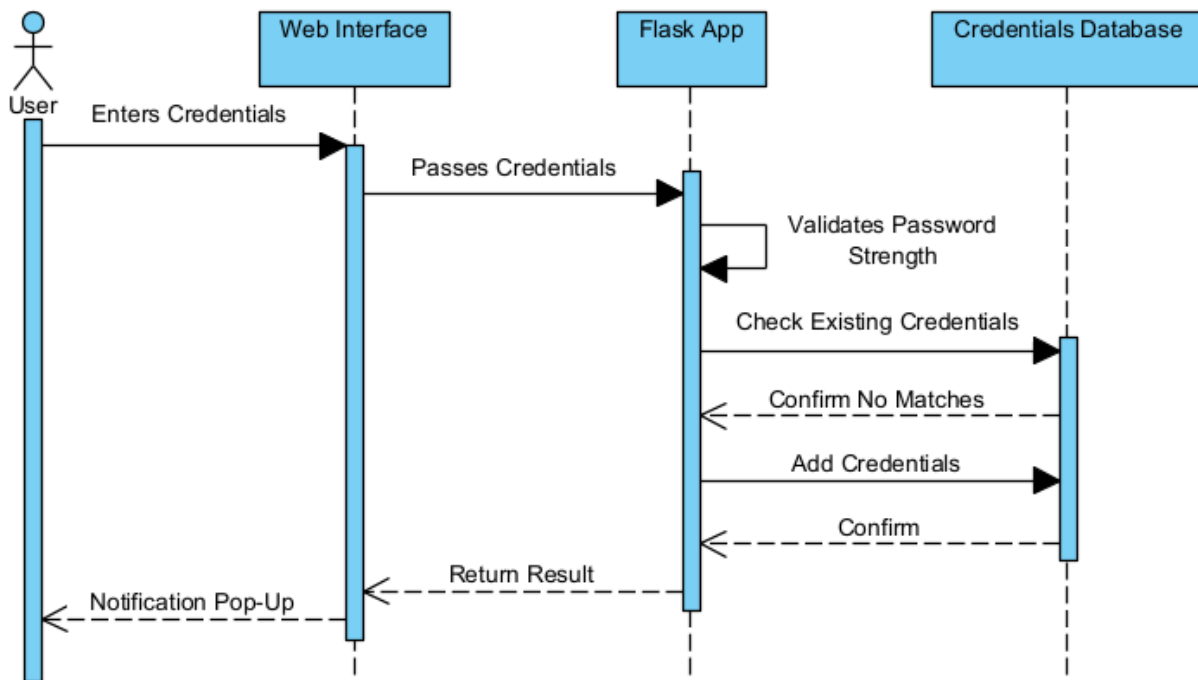 Web Interface
Flask App
Credentials Database
User
Enters Credentials
Passes Credentials
Validates Password
Strength
Check Existing Credentials
Confirm No Matches
Add Credentials
Confirm
Return Result
Notification Pop-Up